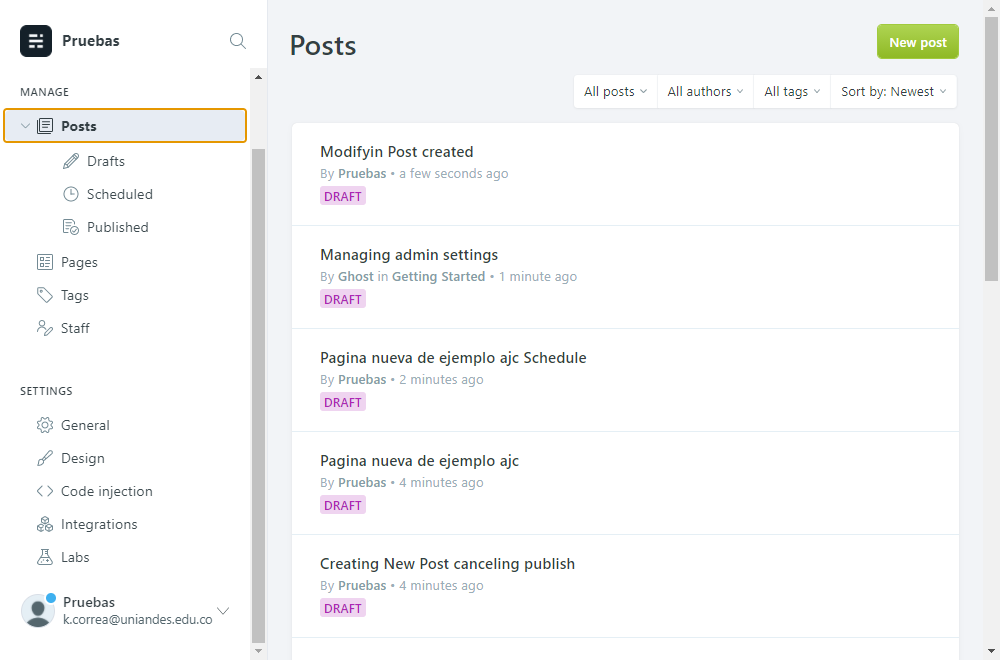 Pruebas
MANAGE
Posts
Drafts
Scheduled
Published
Pages
Tags
Staff
SETTINGS
General
Design
Code injection
Integrations
Labs
Pruebas
k.correa@uniandes.edu.co
Posts
New post
All posts
All authors
All tags
Sort by: Newest
Modifyin Post created
By Pruebas • a few seconds ago
DRAFT
Managing admin settings
By Ghost in Getting Started • 1 minute ago
DRAFT
Pagina nueva de ejemplo ajc Schedule
By Pruebas • 2 minutes ago
DRAFT
Pagina nueva de ejemplo ajc
By Pruebas • 4 minutes ago
DRAFT
Creating New Post canceling publish
By Pruebas • 4 minutes ago
DRAFT